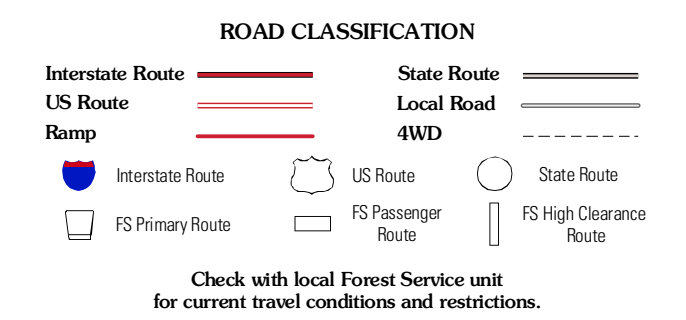 ROAD CLASSIFICATION
Interstate Route
State Route
US Route
Local Road
Ramp
4WD
Interstate Route
US Route
State Route
FS Primary Route
FS Passenger
Route
FS High Clearance
Route
Check with local Forest Service unit
for current travel conditions and restrictions.